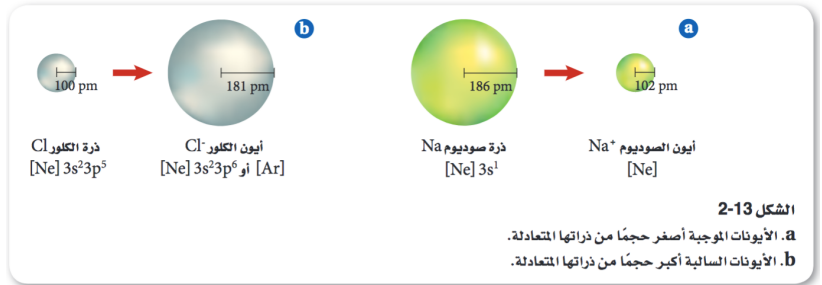 a
b
186 pm
102 pm
100 pm
181 pm
ذرة صوديوم Na
[Ne] 3s¹
أيون الصوديوم Na⁺
[Ne]
ذرة الكلور Cl
[Ne] 3s²3p⁵
أيون الكلور Cl⁻
[Ne] 3s²3p⁶ أو [Ar]
الشكل 13-2
a. الأيونات الموجبة أصغر حجمًا من ذراتها المتعادلة.
b. الأيونات السالبة أكبر حجمًا من ذراتها المتعادلة.